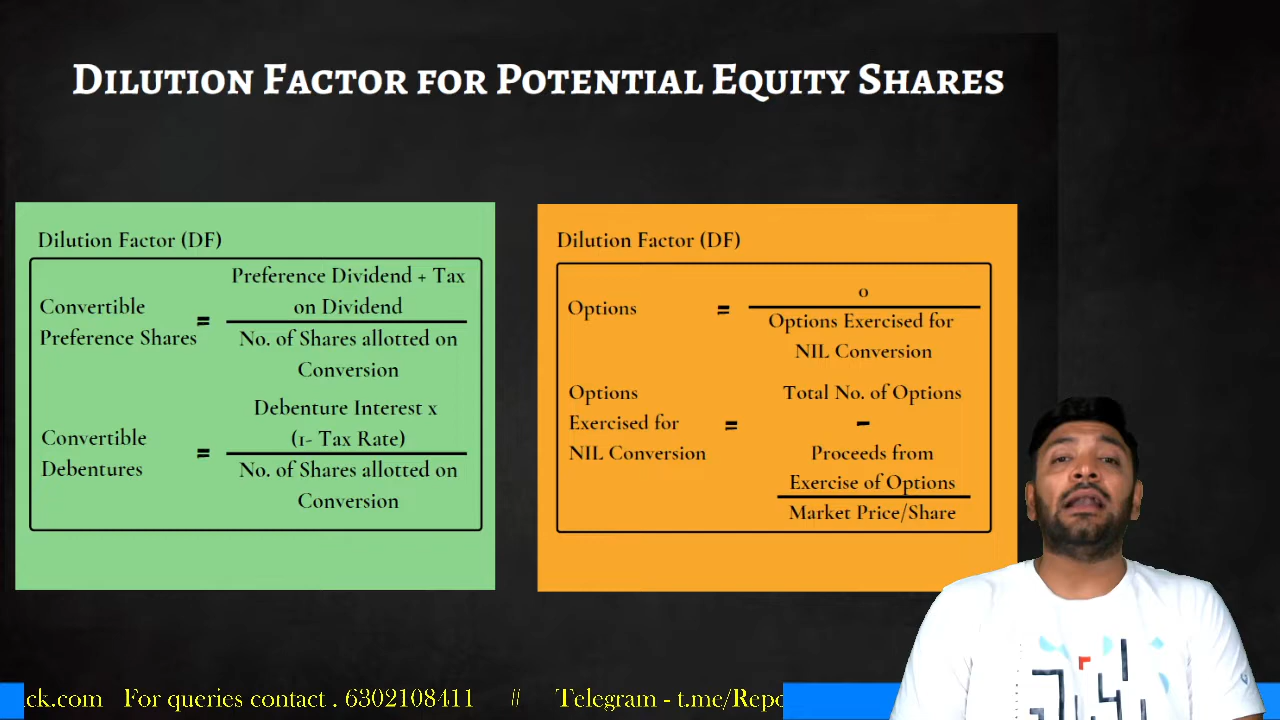 Dilution Factor for Potential Equity Shares
Dilution Factor (DF)
Convertible
Preference Shares
=
Preference Dividend + Tax
on Dividend
No. of Shares allotted on
Conversion
Convertible
Debentures
=
Debenture Interest x
(1- Tax Rate)
No. of Shares allotted on
Conversion
Dilution Factor (DF)
Options
=
0
Options Exercised for
NIL Conversion
Options
Exercised for
NIL Conversion
=
Total No. of Options
-
Proceeds from
Exercise of Options
Market Price/Share
ck.com For queries contact . 6302108411 # Telegram - t.me/Repo